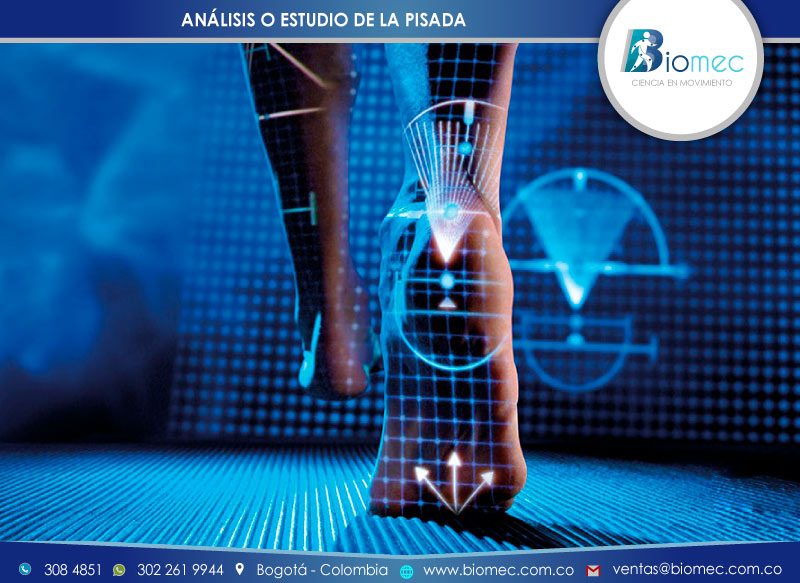 ANÁLISIS O ESTUDIO DE LA PISADA
Biomec
CIENCIA EN MOVIMIENTO
308 4851 302 261 9944 Bogotá - Colombia www.biomec.com.co ventas@biomec.com.co